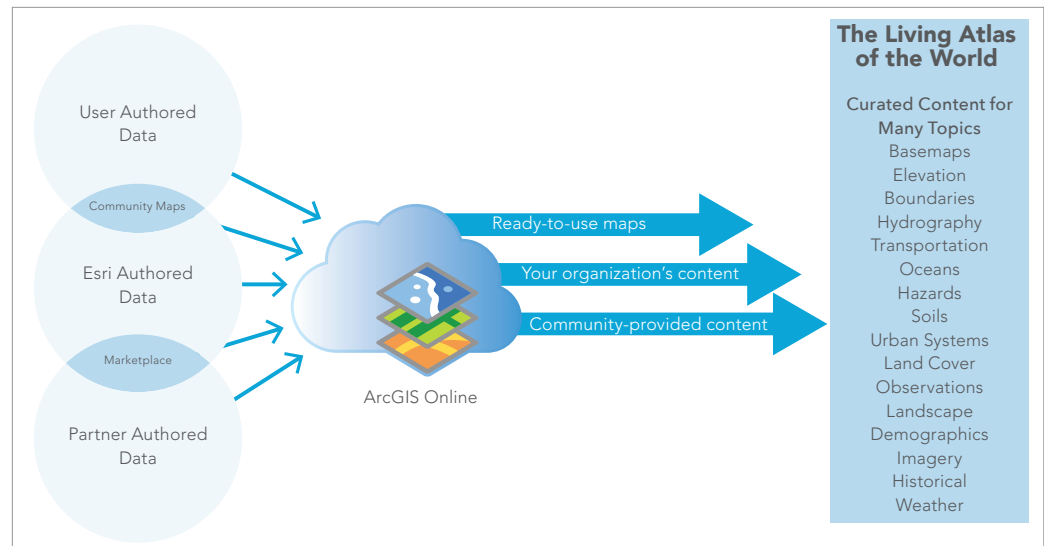 User Authored
Data
Community Maps
Esri Authored
Data
Marketplace
Partner Authored
Data
ArcGIS Online
Ready-to-use maps
Your organization's content
Community-provided content
The Living Atlas
of the World
Curated Content for
Many Topics
Basemaps
Elevation
Boundaries
Hydrography
Transportation
Oceans
Hazards
Soils
Urban Systems
Land Cover
Observations
Landscape
Demographics
Imagery
Historical
Weather